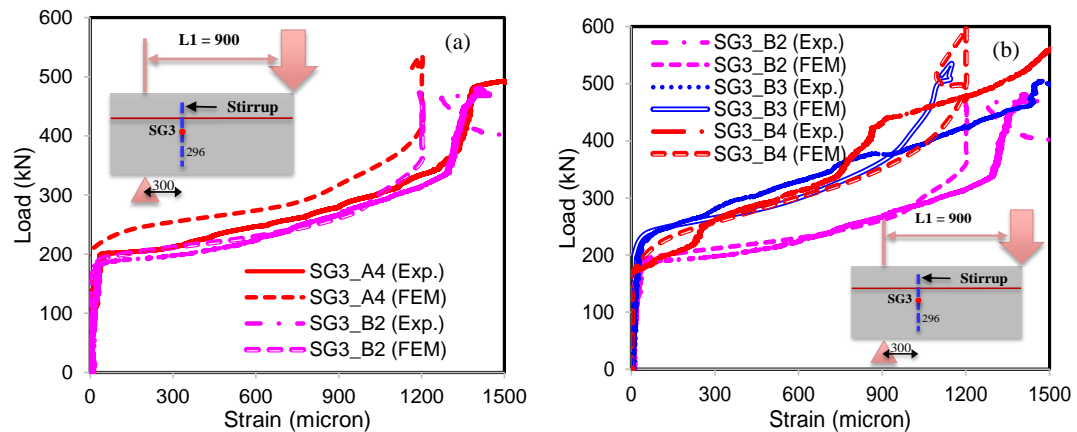 600
500
400
300
200
100
0
Load (kN)
0
300
600
900
1200
1500
Strain (micron)
(a)
L1 = 900
Stirrup
SG3
296
300
SG3_A4 (Exp.)
SG3_A4 (FEM)
SG3_B2 (Exp.)
SG3_B2 (FEM)
600
500
400
300
200
100
0
Load (kN)
0
300
600
900
1200
1500
Strain (micron)
(b)
SG3_B2 (Exp.)
SG3_B2 (FEM)
SG3_B3 (Exp.)
SG3_B3 (FEM)
SG3_B4 (Exp.)
SG3_B4 (FEM)
L1 = 900
Stirrup
SG3
296
300